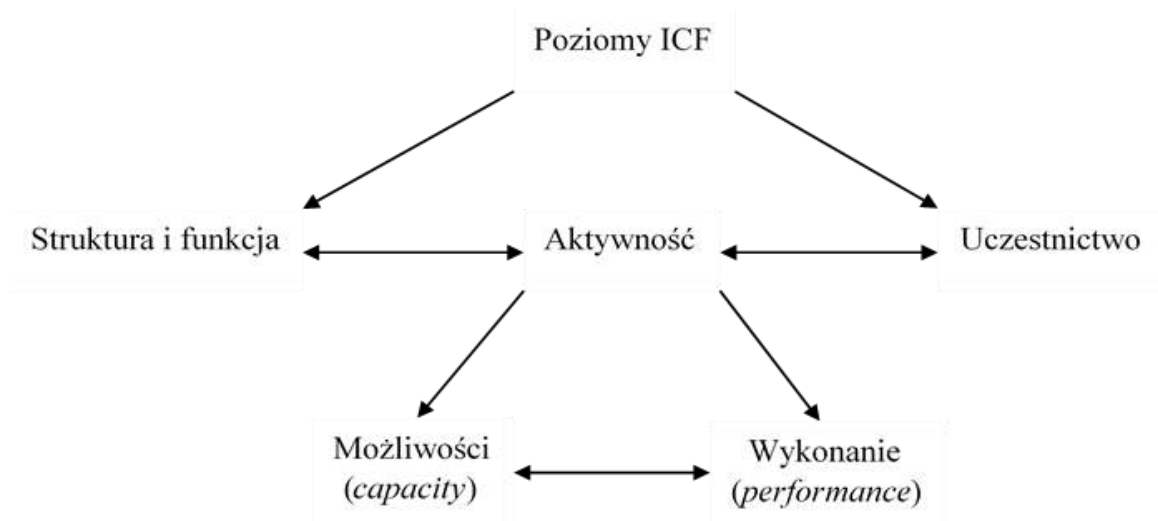 Poziomy ICF
Struktura i funkcja
Aktywność
Uczestnictwo
Możliwości
(capacity)
Wykonanie
(performance)